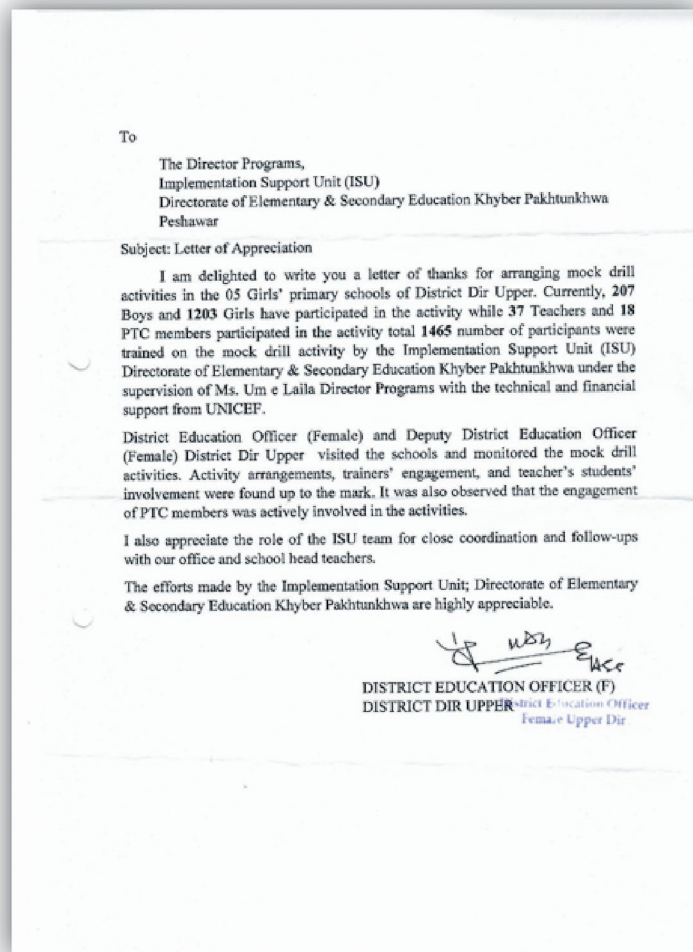 To
The Director Programs,
Implementation Support Unit (ISU)
Directorate of Elementary & Secondary Education Khyber Pakhtunkhwa
Peshawar
Subject: Letter of Appreciation
I am delighted to write you a letter of thanks for arranging mock drill
activities in the 05 Girls' primary schools of District Dir Upper. Currently, 207
Boys and 1203 Girls have participated in the activity while 37 Teachers and 18
PTC members participated in the activity total 1465 number of participants were
trained on the mock drill activity by the Implementation Support Unit (ISU)
Directorate of Elementary & Secondary Education Khyber Pakhtunkhwa under the
supervision of Ms. Um e Laila Director Programs with the technical and financial
support from UNICEF.
District Education Officer (Female) and Deputy District Education Officer
(Female) District Dir Upper visited the schools and monitored the mock drill
activities. Activity arrangements, trainers' engagement, and teacher's students'
involvement were found up to the mark. It was also observed that the engagement
of PTC members was actively involved in the activities.
I also appreciate the role of the ISU team for close coordination and follow-ups
with our office and school head teachers.
The efforts made by the Implementation Support Unit; Directorate of Elementary
& Secondary Education Khyber Pakhtunkhwa are highly appreciable.
DISTRICT EDUCATION OFFICER (F)
DISTRICT DIR UPPER District Education Officer
Female Upper Dir